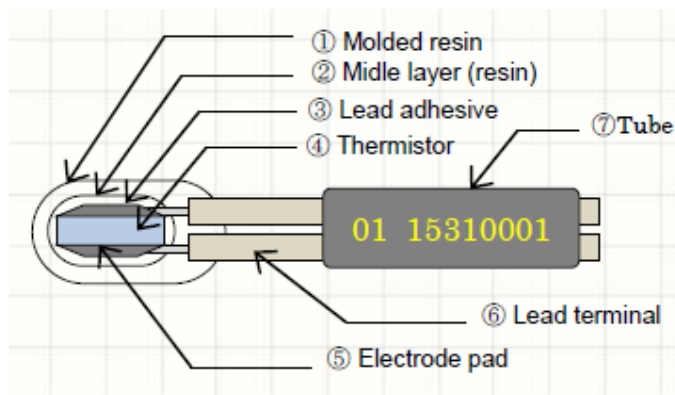 ① Molded resin
② Midle layer (resin)
③ Lead adhesive
④ Thermistor
⑦Tube
01 15310001
⑥ Lead terminal
⑤ Electrode pad